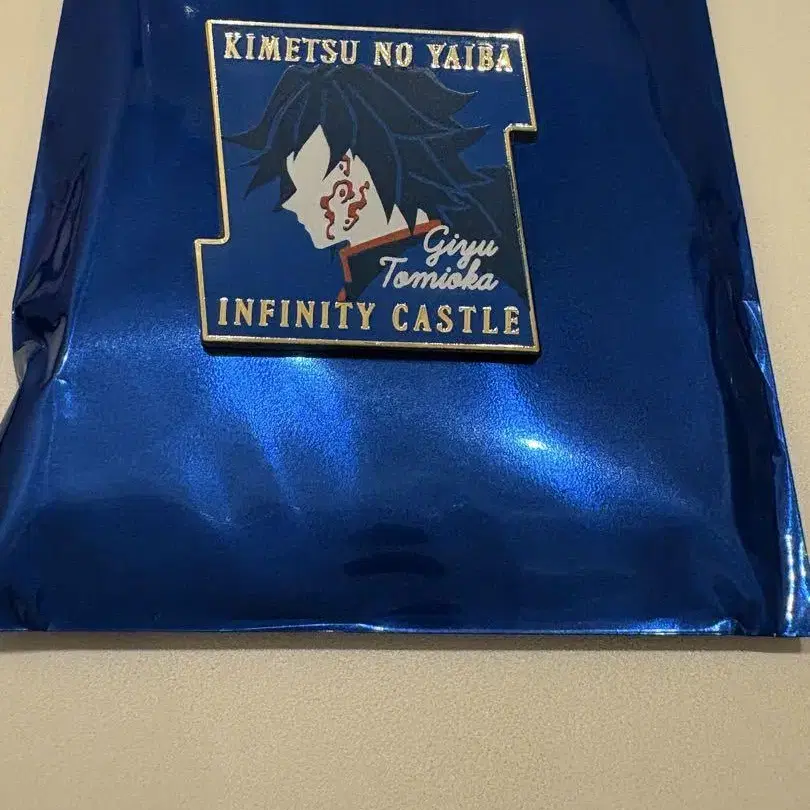 KIMETSU NO YAIBA
Giyu
Tomioka
INFINITY CASTLE